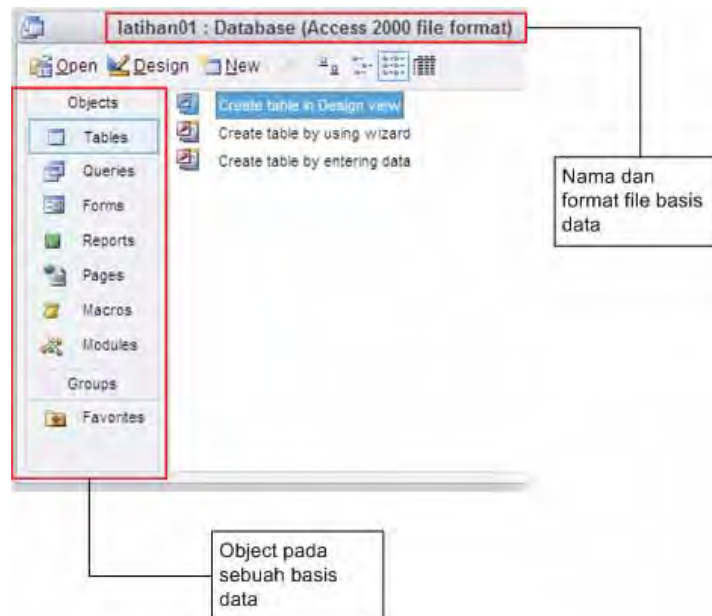 latihan01 : Database (Access 2000 file format)
Open Design New
Objects
Tables
Queries
Forms
Reports
Pages
Macros
Modules
Groups
Favorites
Create table in Design view
Create table by using wizard
Create table by entering data
Nama dan
format file basis
data
Object pada
sebuah basis
data